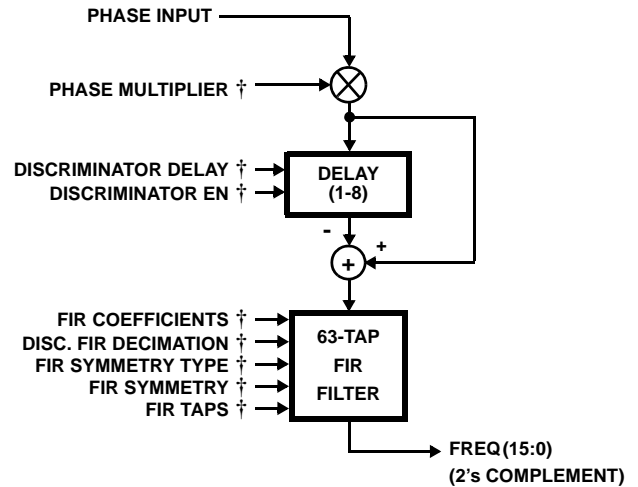 PHASE INPUT
PHASE MULTIPLIER †
DISCRIMINATOR DELAY †
DISCRIMINATOR EN †
DELAY
(1-8)
-
+
+
FIR COEFFICIENTS †
DISC. FIR DECIMATION †
FIR SYMMETRY TYPE †
FIR SYMMETRY †
FIR TAPS †
63-TAP
FIR
FILTER
FREQ(15:0)
(2's COMPLEMENT)